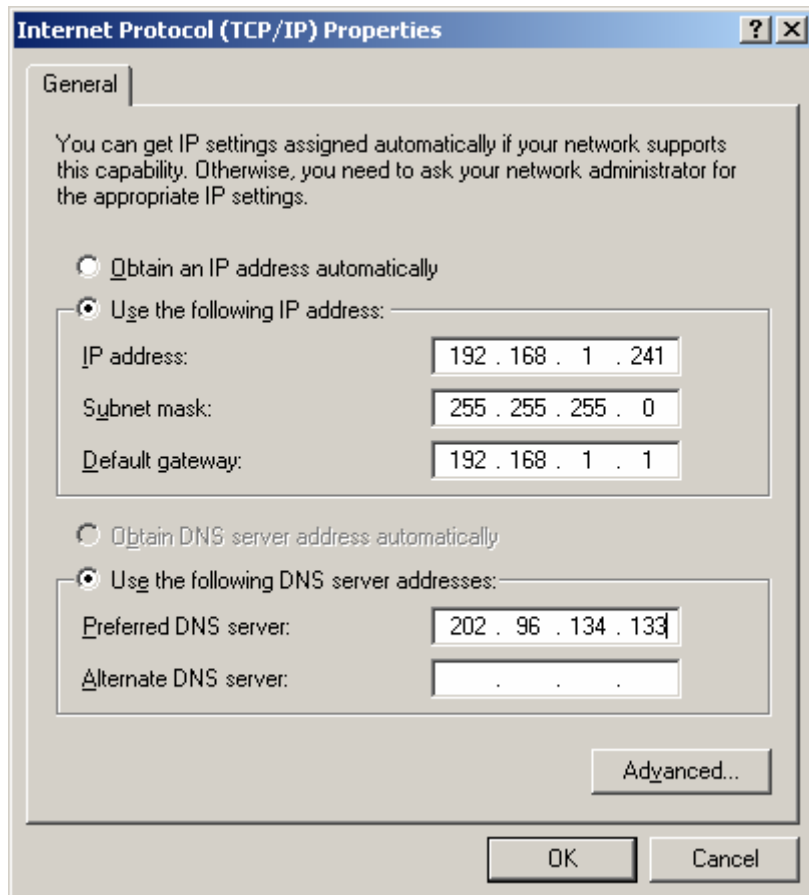 Internet Protocol (TCP/IP) Properties
General
You can get IP settings assigned automatically if your network supports
this capability. Otherwise, you need to ask your network administrator for
the appropriate IP settings.
Obtain an IP address automatically
Use the following IP address:
IP address: 192 . 168 . 1 . 241
Subnet mask: 255 . 255 . 255 . 0
Default gateway: 192 . 168 . 1 . 1
Obtain DNS server address automatically
Use the following DNS server addresses:
Preferred DNS server: 202 . 96 . 134 . 133
Alternate DNS server: . . .
Advanced...
OK Cancel